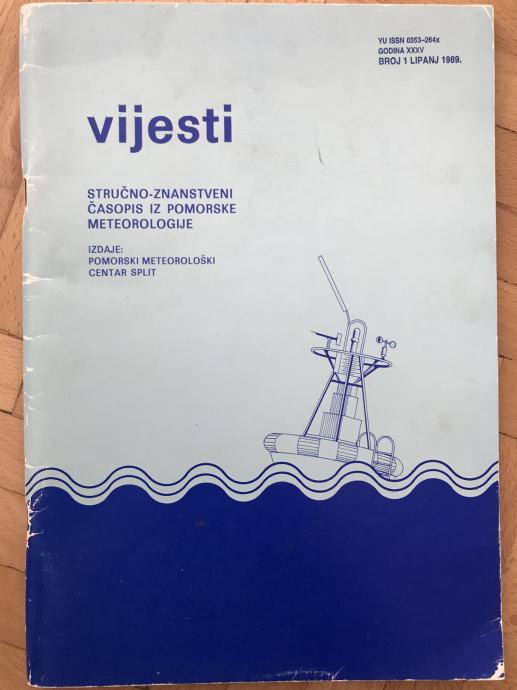 YU ISSN 0353-264x
GODINA XXXV
BROJ 1 LIPANJ 1989.
vijesti
STRUČNO-ZNANSTVENI
ČASOPIS IZ POMORSKE
METEOROLOGIJE
IZDAJE:
POMORSKI METEOROLOŠKI
CENTAR SPLIT